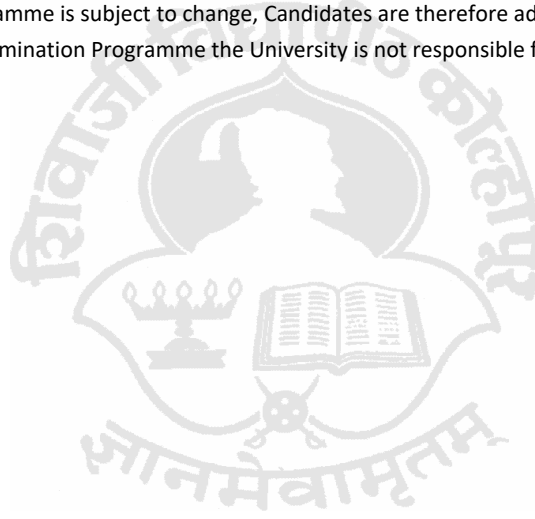 amme is subject to change, Candidates are therefore ad
mination Programme the University is not responsible f
शिवाजी विद्यापीठ कोल्हापूर
ज्ञानमेवामृतम्